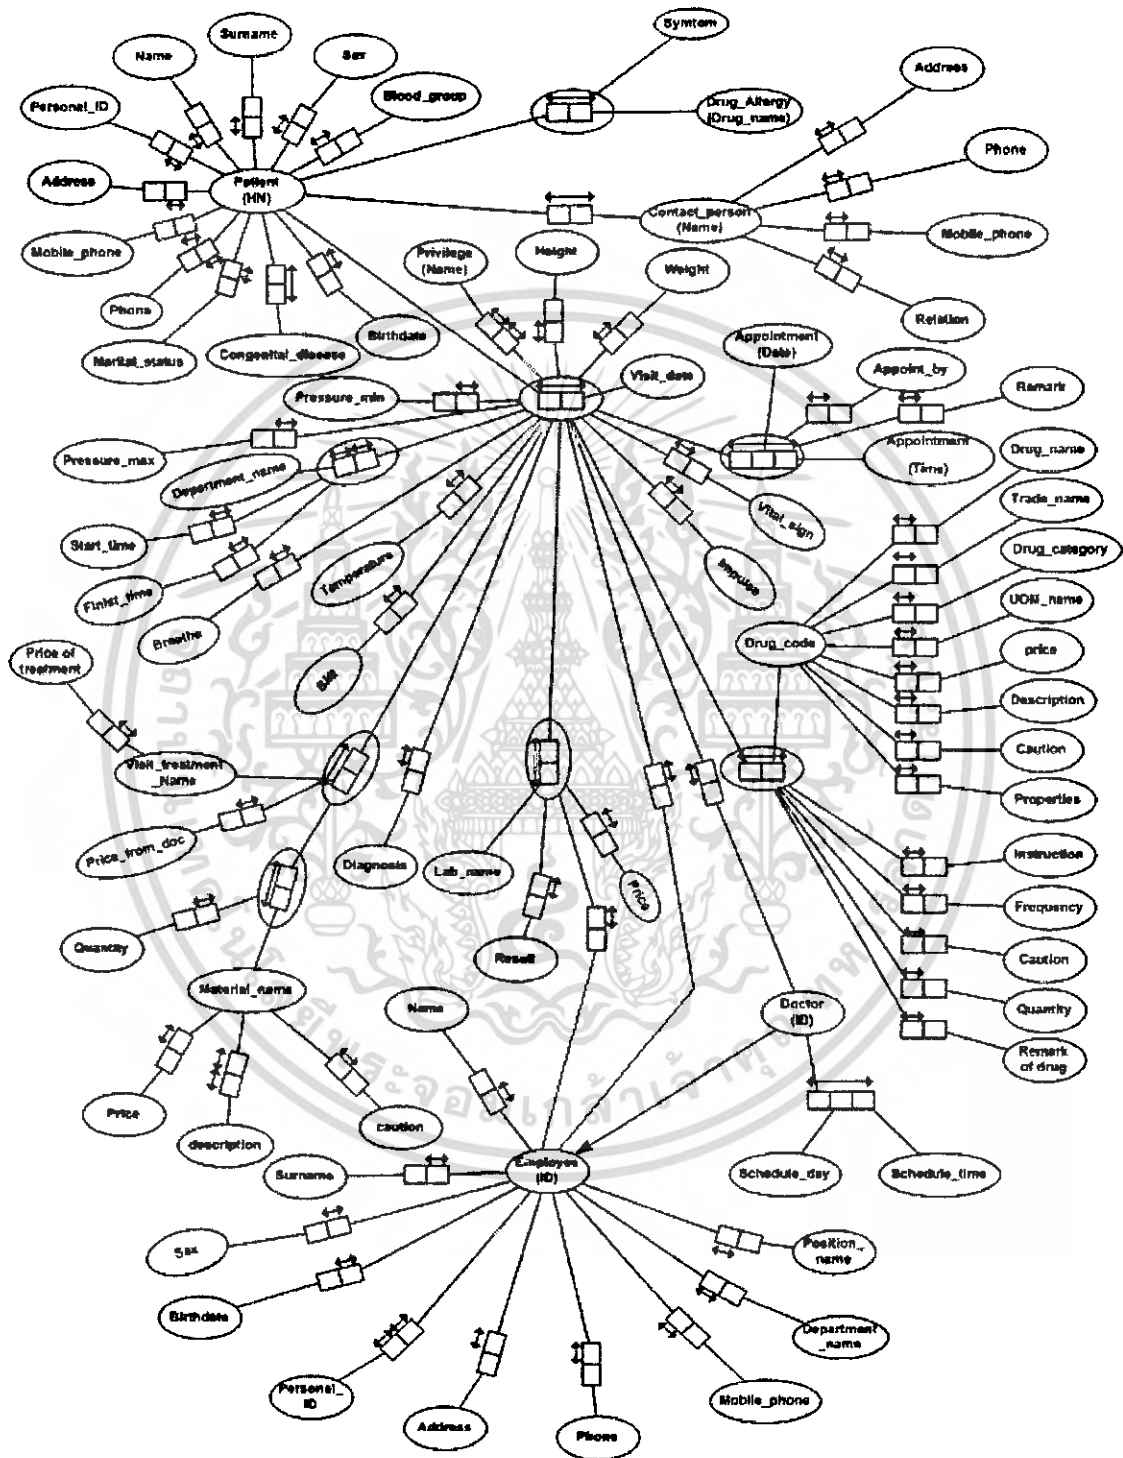 Surname
Symtom
Name
Sex
Address
Personal_ID
Blood_group
Drug_Allergy
(Drug_name)
Phone
Address
Patient
(HN)
Contact_person
(Name)
Mobile_phone
Mobile_phone
Privilege
(Name)
Height
Weight
Phone
Relation
Marital_status
Congenital_disease
Birthdate
Appointment
(Date)
Appoint_by
Visit_date
Remark
Pressure_min
Pressure_max
Appointment
(Time)
Drug_name
Department_name
Trade_name
Vital_sign
Start_time
Drug_category
Temperature
Impulse
Finist_time
UOM_name
Breathe
Drug_code
price
Price of
treatment
Bill
Description
Caution
Visit_treatment
_Name
Properties
Price_from_doc
Diagnosis
Lab_name
Price
Instruction
Frequency
Quantity
Result
Caution
Material_name
Quantity
Name
Doctor
(ID)
Remark
of drug
Price
description
caution
Employee
(ID)
Surname
Schedule_day
Schedule_time
Sex
Position_
name
Birthdate
Department
_name
Personal_
ID
Mobile_phone
Address
Phone